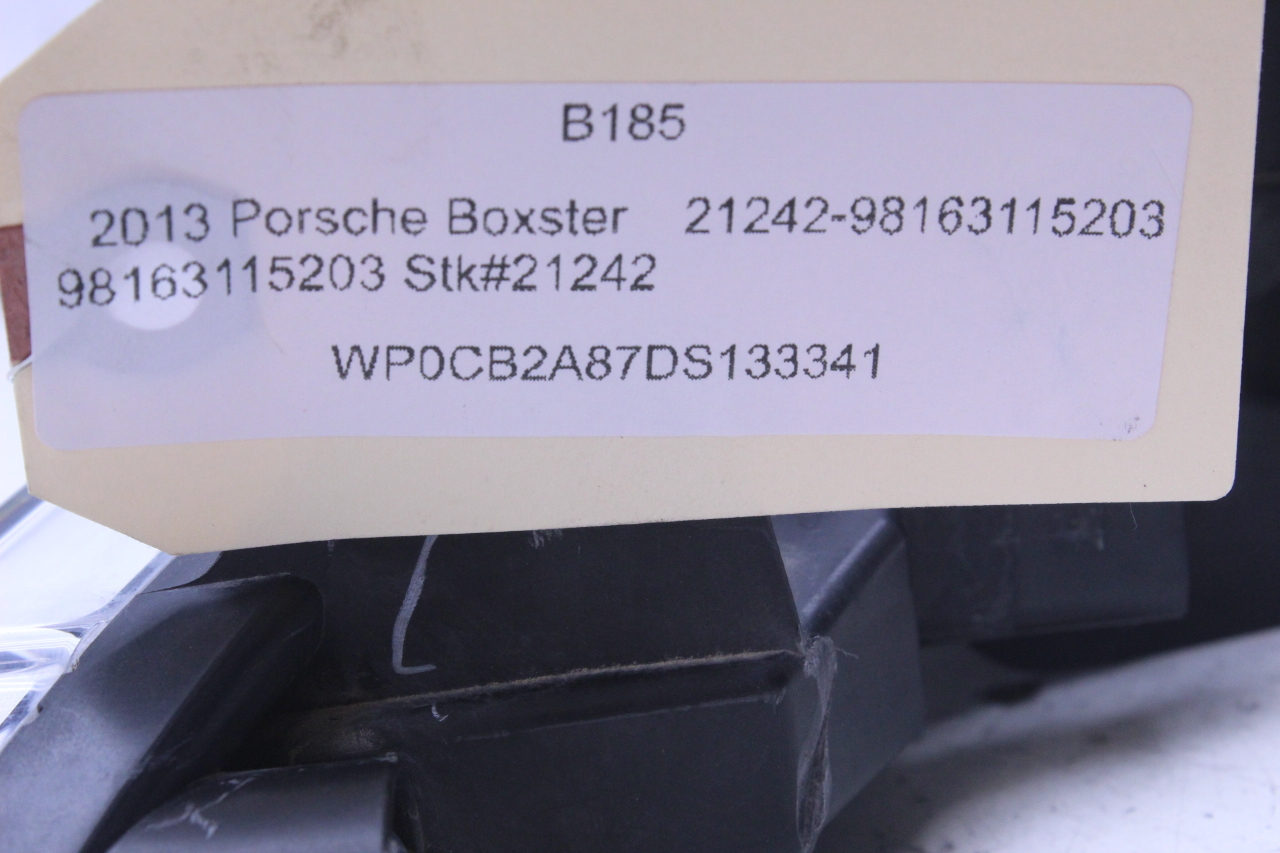 B185
2013 Porsche Boxster 21242-98163115203
98163115203 Stk#21242
WP0CB2A87DS133341
L